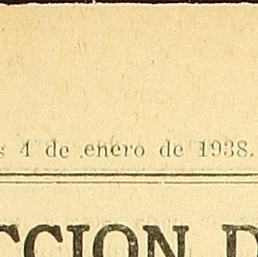 s 4 de enero de 1938.
CCION D